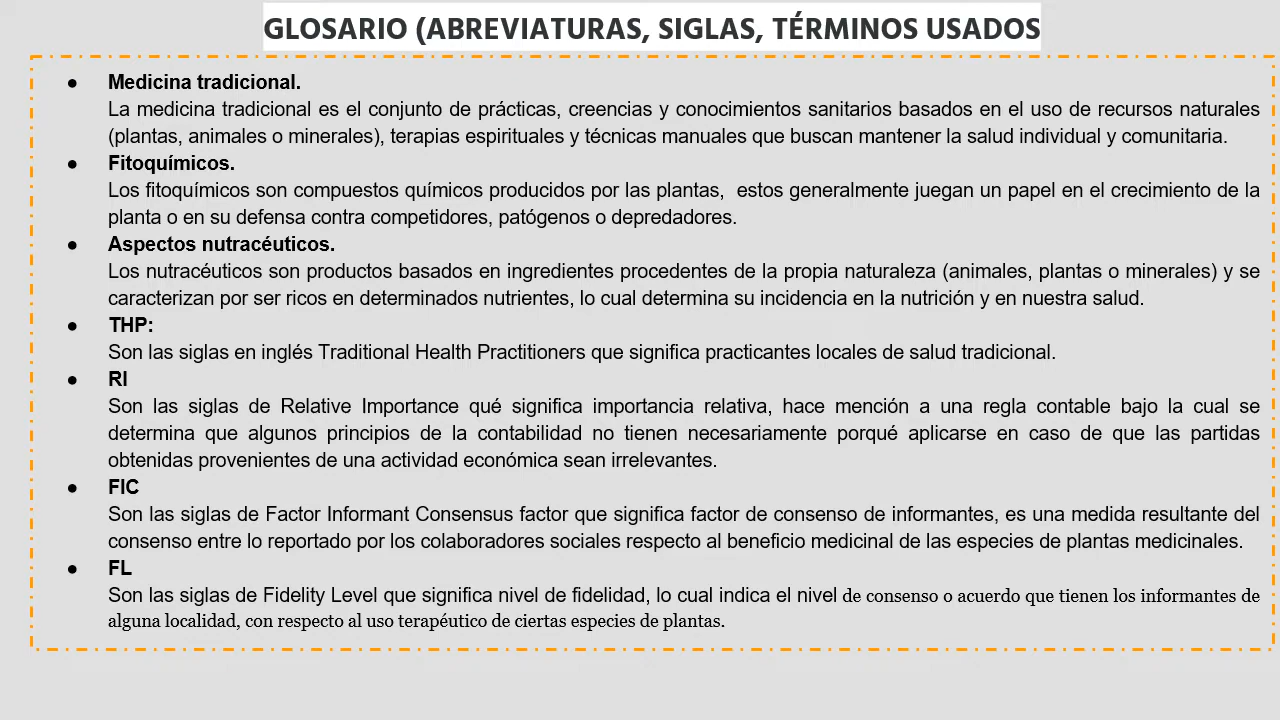 GLOSARIO (ABREVIATURAS, SIGLAS, TÉRMINOS USADOS
● Medicina tradicional.
La medicina tradicional es el conjunto de prácticas, creencias y conocimientos sanitarios basados en el uso de recursos naturales
(plantas, animales o minerales), terapias espirituales y técnicas manuales que buscan mantener la salud individual y comunitaria.
● Fitoquímicos.
Los fitoquímicos son compuestos químicos producidos por las plantas, estos generalmente juegan un papel en el crecimiento de la
planta o en su defensa contra competidores, patógenos o depredadores.
● Aspectos nutracéuticos.
Los nutracéuticos son productos basados en ingredientes procedentes de la propia naturaleza (animales, plantas o minerales) y se
caracterizan por ser ricos en determinados nutrientes, lo cual determina su incidencia en la nutrición y en nuestra salud.
● THP:
Son las siglas en inglés Traditional Health Practitioners que significa practicantes locales de salud tradicional.
● RI
Son las siglas de Relative Importance qué significa importancia relativa, hace mención a una regla contable bajo la cual se
determina que algunos principios de la contabilidad no tienen necesariamente porqué aplicarse en caso de que las partidas
obtenidas provenientes de una actividad económica sean irrelevantes.
● FIC
Son las siglas de Factor Informant Consensus factor que significa factor de consenso de informantes, es una medida resultante del
consenso entre lo reportado por los colaboradores sociales respecto al beneficio medicinal de las especies de plantas medicinales.
● FL
Son las siglas de Fidelity Level que significa nivel de fidelidad, lo cual indica el nivel de consenso o acuerdo que tienen los informantes de
alguna localidad, con respecto al uso terapéutico de ciertas especies de plantas.